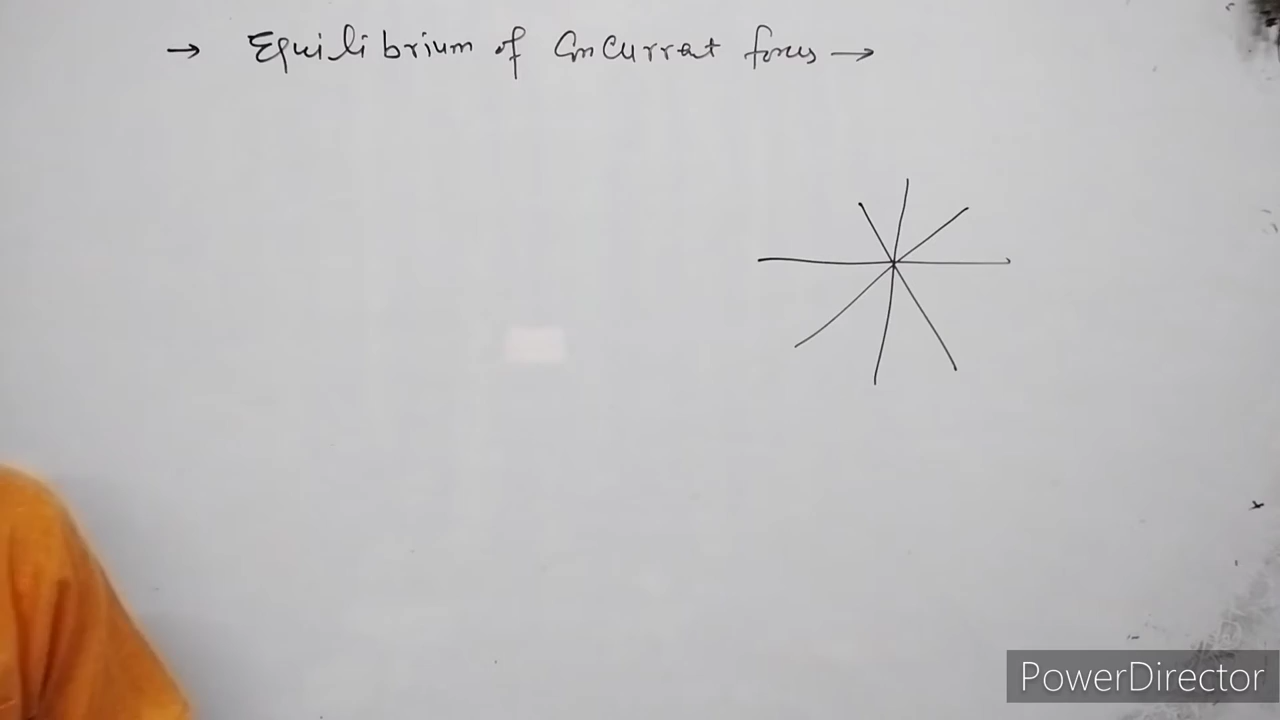 → Equilibrium of Concurrat forces →
PowerDirector